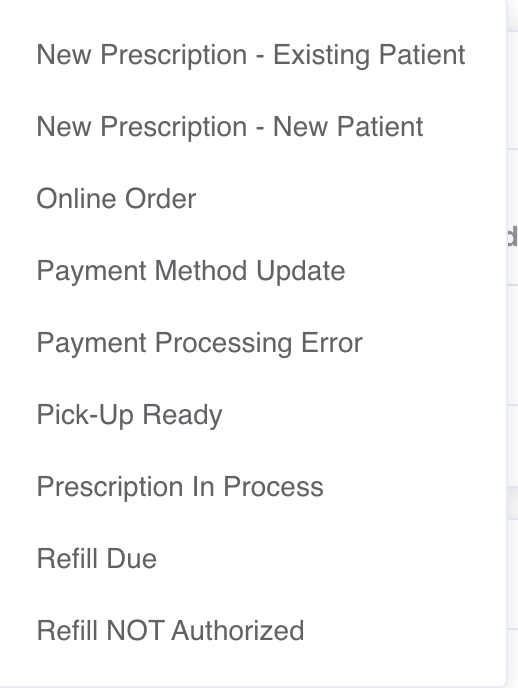 New Prescription - Existing Patient
New Prescription - New Patient
Online Order
Payment Method Update
Payment Processing Error
Pick-Up Ready
Prescription In Process
Refill Due
Refill NOT Authorized